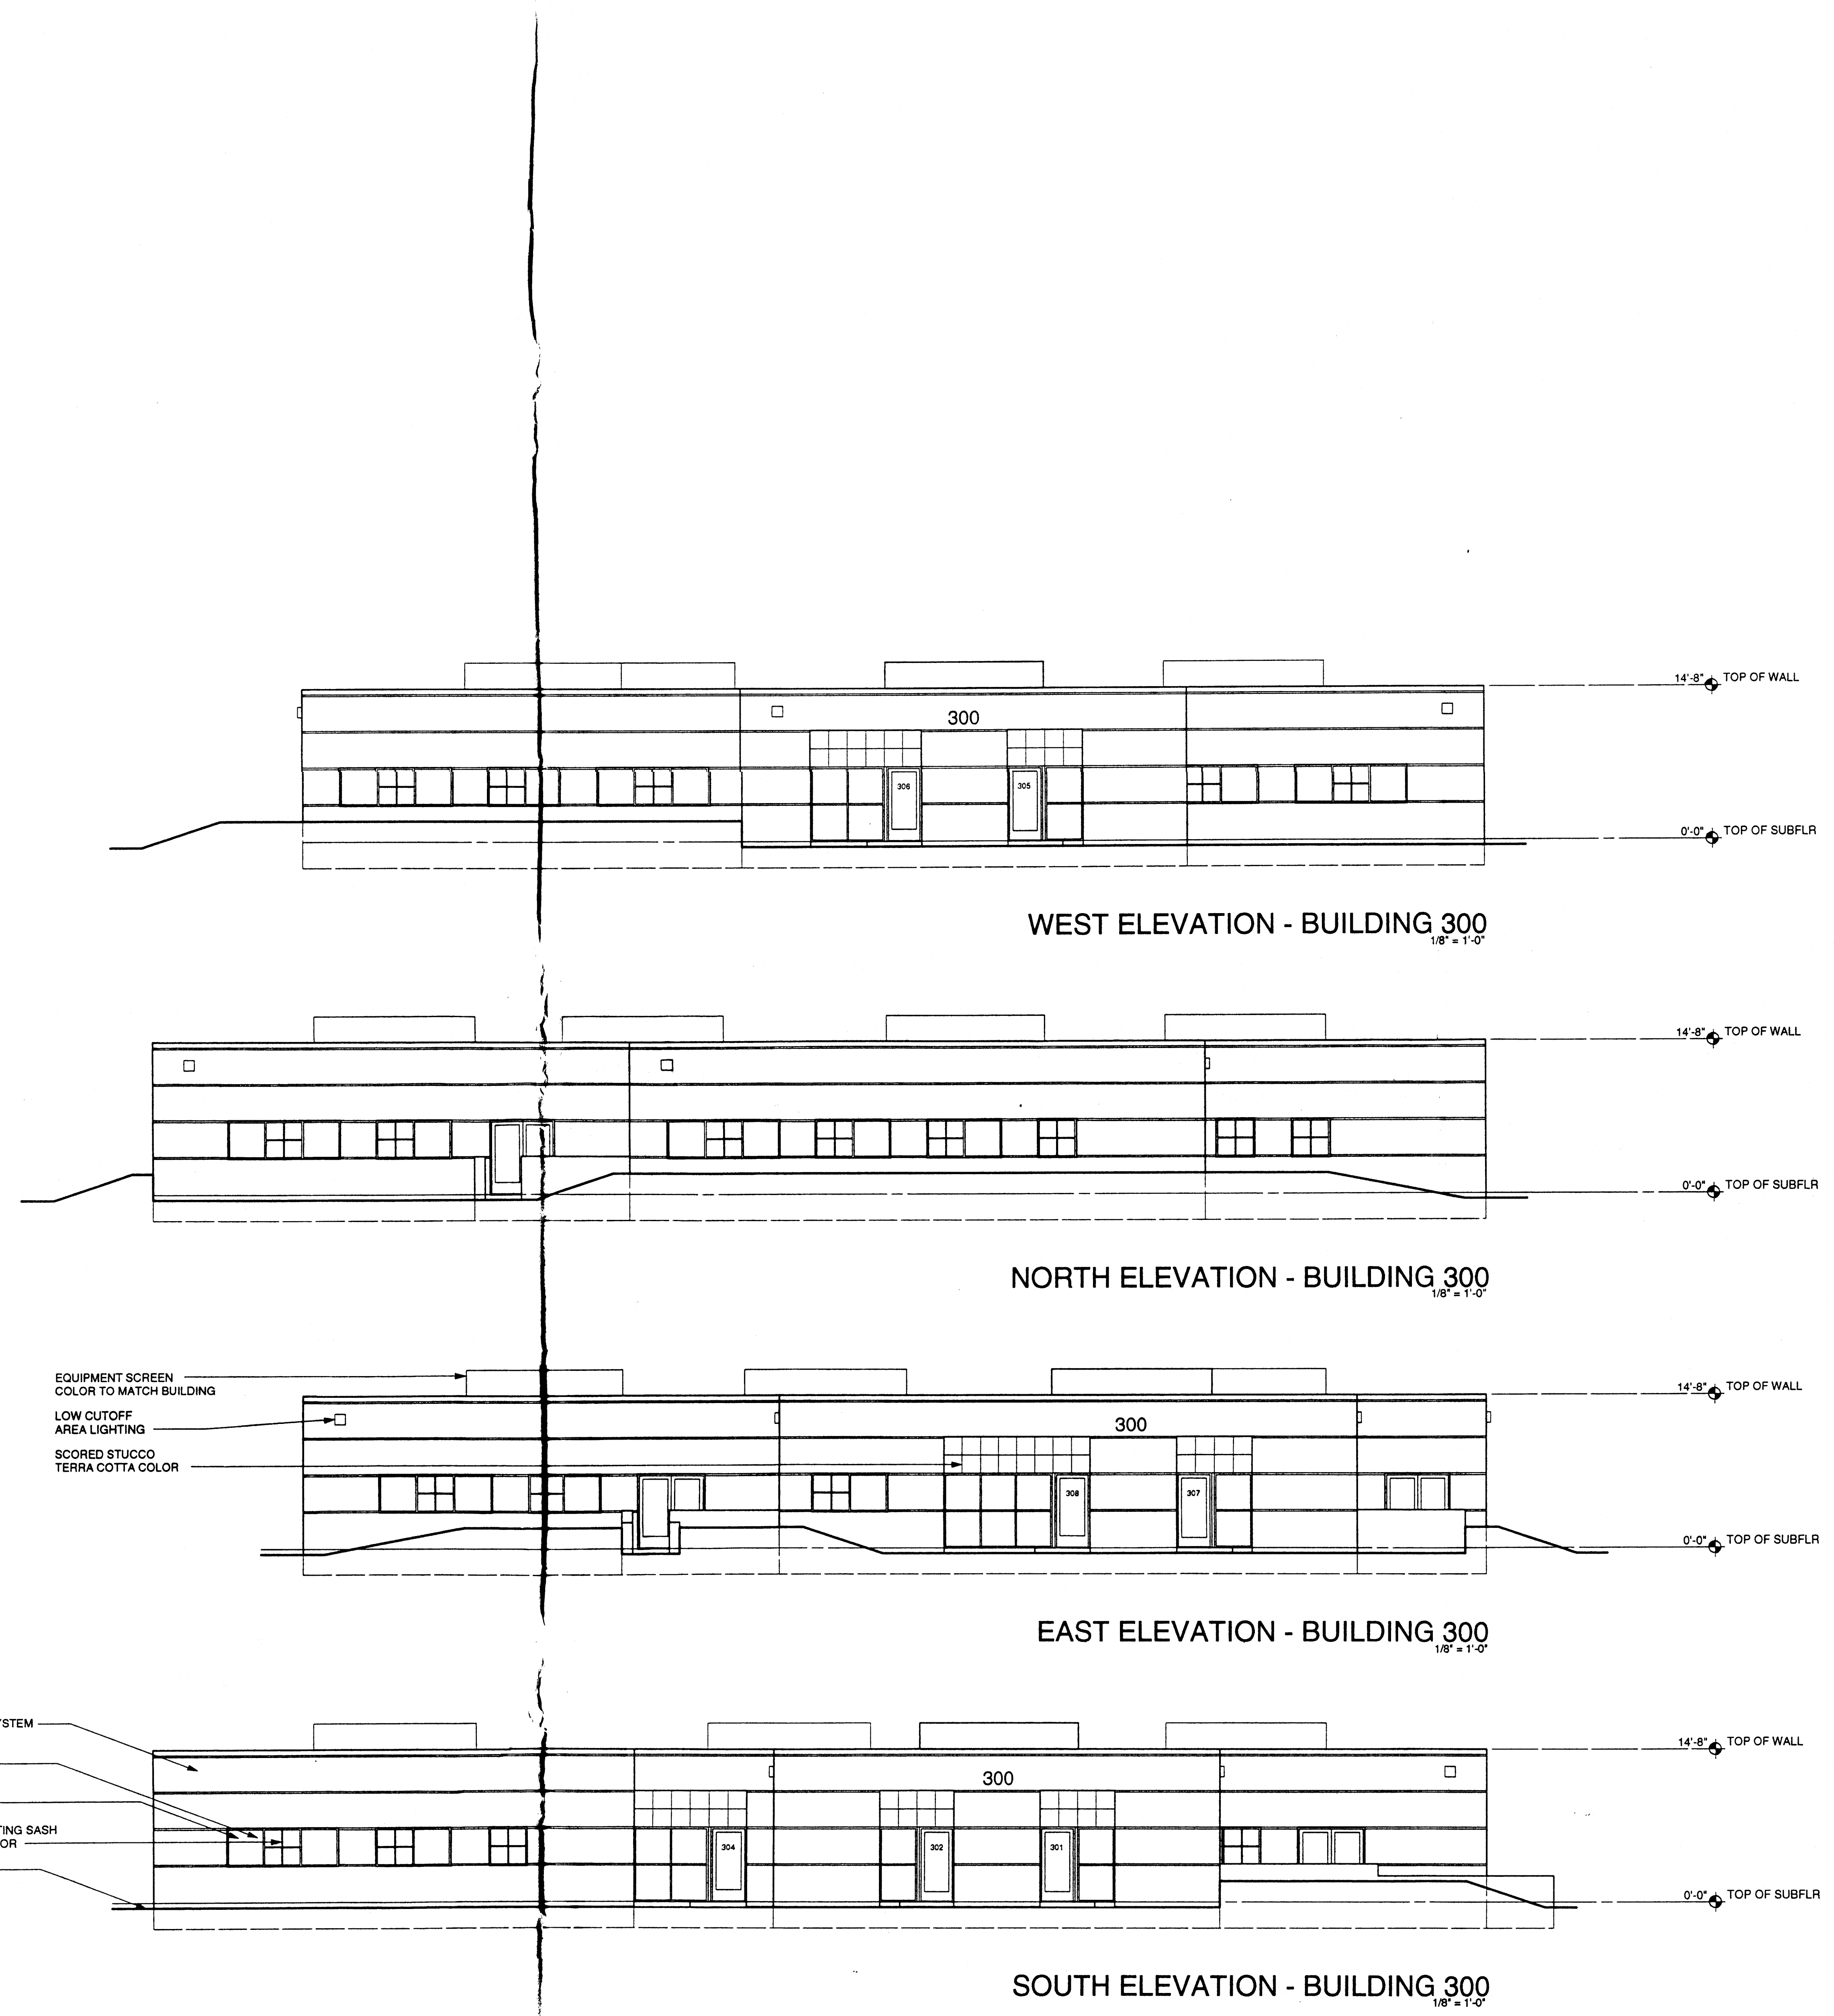 14'-8" TOP OF WALL
300
306 305
0'-0" TOP OF SUBFLR
WEST ELEVATION - BUILDING 300
1/8" = 1'-0"
14'-8" TOP OF WALL
0'-0" TOP OF SUBFLR
NORTH ELEVATION - BUILDING 300
1/8" = 1'-0"
EQUIPMENT SCREEN
COLOR TO MATCH BUILDING
LOW CUTOFF
AREA LIGHTING
SCORED STUCCO
TERRA COTTA COLOR
14'-8" TOP OF WALL
300
308 307
0'-0" TOP OF SUBFLR
EAST ELEVATION - BUILDING 300
1/8" = 1'-0"
YSTEM
TING SASH
OR
14'-8" TOP OF WALL
300
304 302 301
0'-0" TOP OF SUBFLR
SOUTH ELEVATION - BUILDING 300
1/8" = 1'-0"